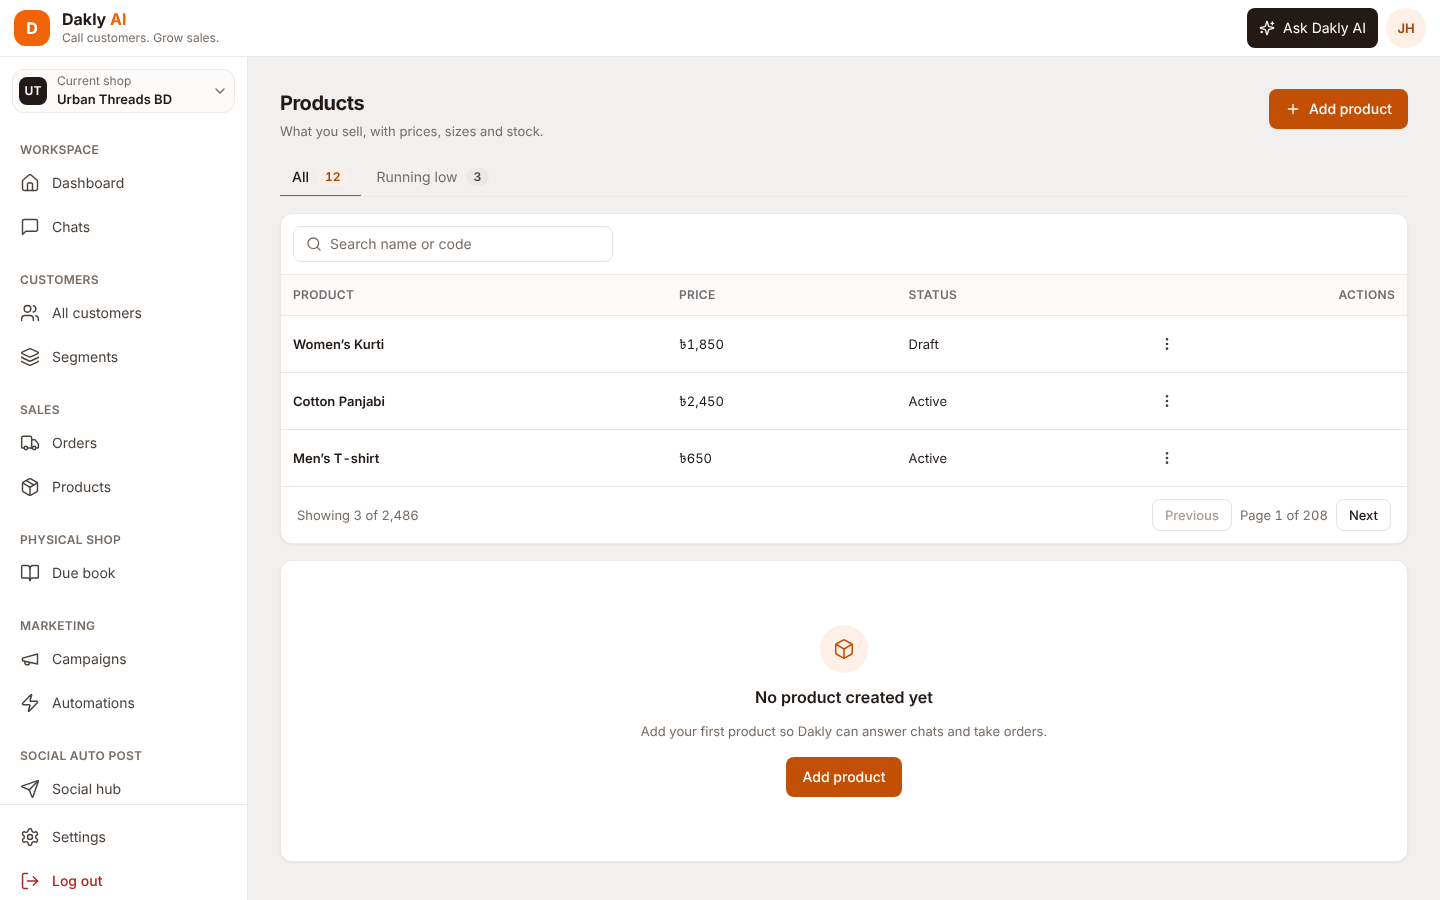 D
Dakly AI
Call customers. Grow sales.
Ask Dakly AI
JH
UT
Current shop
Urban Threads BD
WORKSPACE
Dashboard
Chats
CUSTOMERS
All customers
Segments
SALES
Orders
Products
PHYSICAL SHOP
Due book
MARKETING
Campaigns
Automations
SOCIAL AUTO POST
Social hub
Settings
Log out
Products
What you sell, with prices, sizes and stock.
Add product
All 12 Running low 3
Search name or code
PRODUCT PRICE STATUS ACTIONS
Women’s Kurti ৳1,850 Draft
Cotton Panjabi ৳2,450 Active
Men’s T-shirt ৳650 Active
Showing 3 of 2,486 Previous Page 1 of 208 Next
No product created yet
Add your first product so Dakly can answer chats and take orders.
Add product